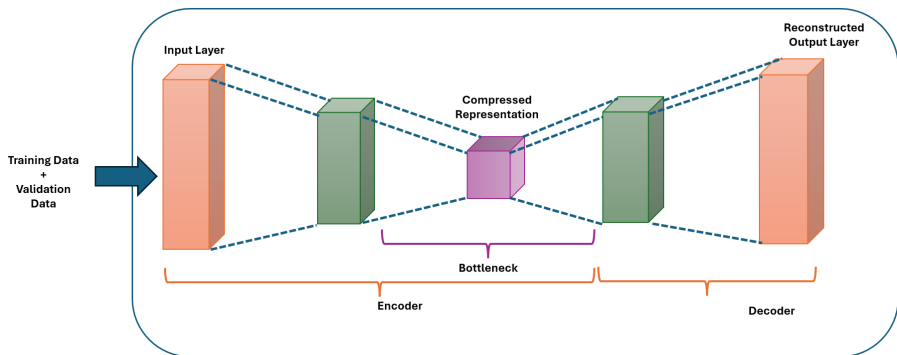 Training Data
+
Validation
Data
Input Layer
Compressed
Representation
Reconstructed
Output Layer
Bottleneck
Encoder
Decoder